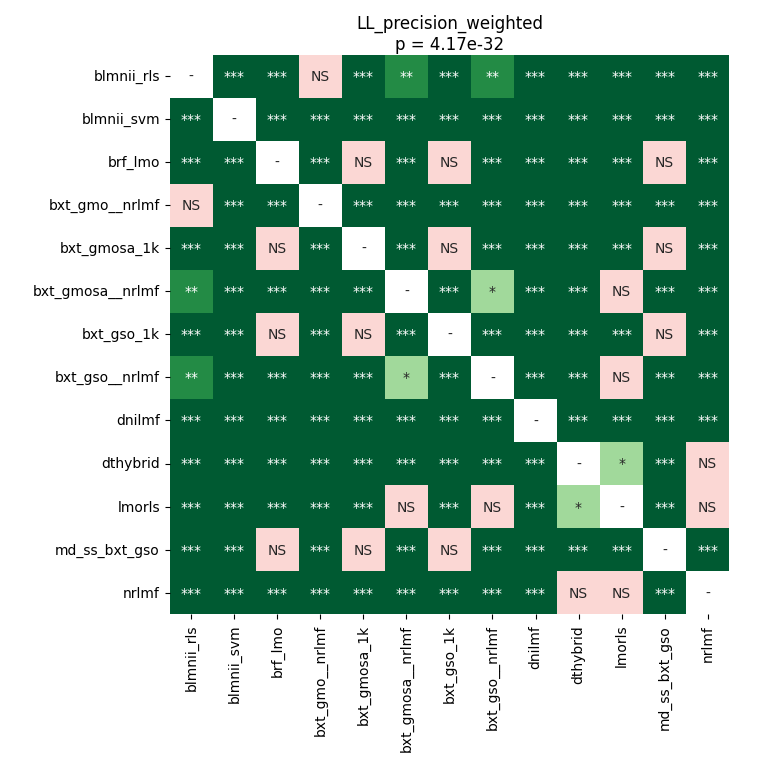 LL_precision_weighted
p = 4.17e-32
blmnii_rls - *** *** NS *** ** *** ** *** *** *** *** ***
blmnii_svm *** - *** *** *** *** *** *** *** *** *** *** ***
brf_lmo *** *** - *** NS *** NS *** *** *** *** NS ***
bxt_gmo__nrlmf NS *** *** - *** *** *** *** *** *** *** *** ***
bxt_gmosa_1k *** *** NS *** - *** NS *** *** *** *** NS ***
bxt_gmosa__nrlmf ** *** *** *** *** - *** * *** *** NS *** ***
bxt_gso_1k *** *** NS *** NS *** - *** *** *** *** NS ***
bxt_gso__nrlmf ** *** *** *** *** * *** - *** *** NS *** ***
dnilmf *** *** *** *** *** *** *** *** - *** *** *** ***
dthybrid *** *** *** *** *** *** *** *** *** - * *** NS
lmorls *** *** *** *** *** NS *** NS *** * - *** NS
md_ss_bxt_gso *** *** NS *** NS *** NS *** *** *** *** - ***
nrlmf *** *** *** *** *** *** *** *** *** NS NS *** -
blmnii_rls
blmnii_svm
brf_lmo
bxt_gmo__nrlmf
bxt_gmosa_1k
bxt_gmosa__nrlmf
bxt_gso_1k
bxt_gso__nrlmf
dnilmf
dthybrid
lmorls
md_ss_bxt_gso
nrlmf